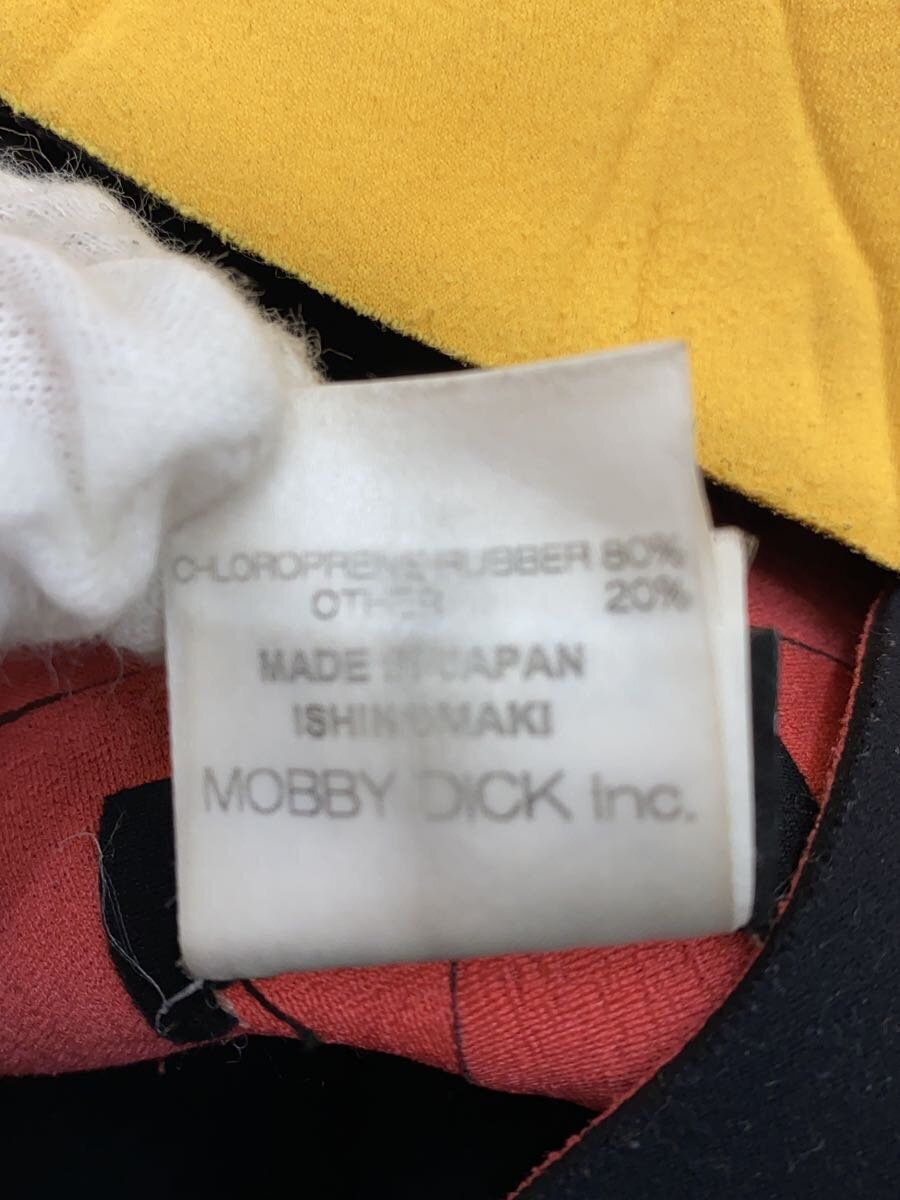 CHLOROPRENE RUBBER 80%
OTHER 20%
MADE IN JAPAN
ISHINOMAKI
MOBBY DICK Inc.